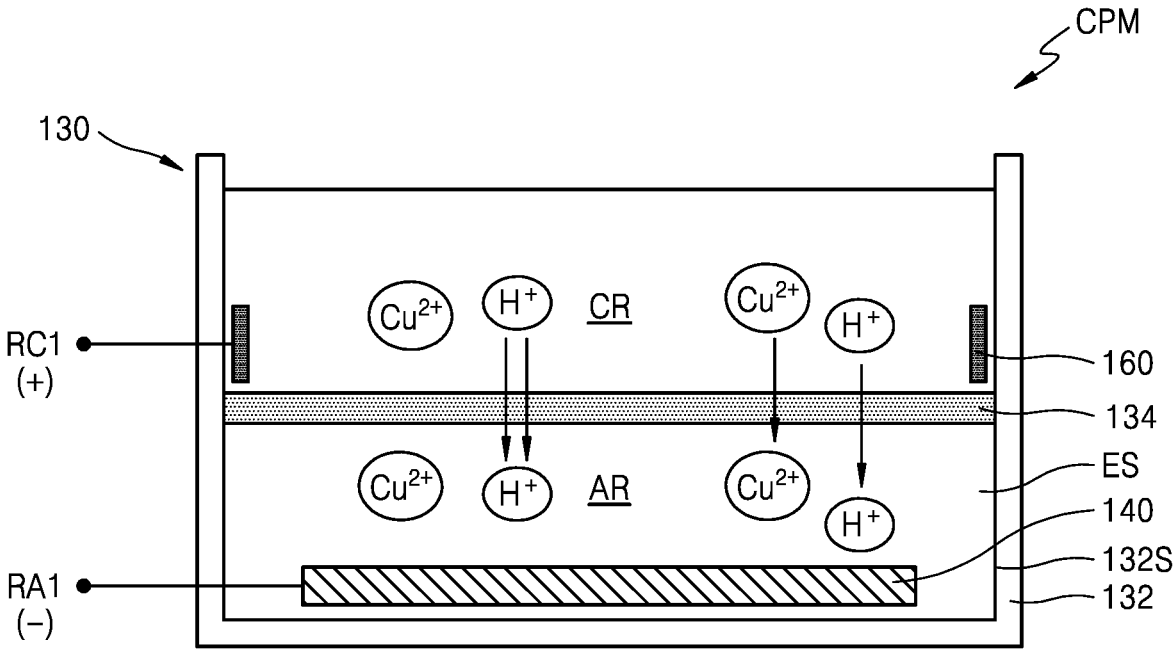 CPM
130
Cu²⁺ H⁺ CR Cu²⁺ H⁺
RC1
(+)
160
134
Cu²⁺ H⁺ AR Cu²⁺ H⁺
ES
140
RA1
(−)
132S
132